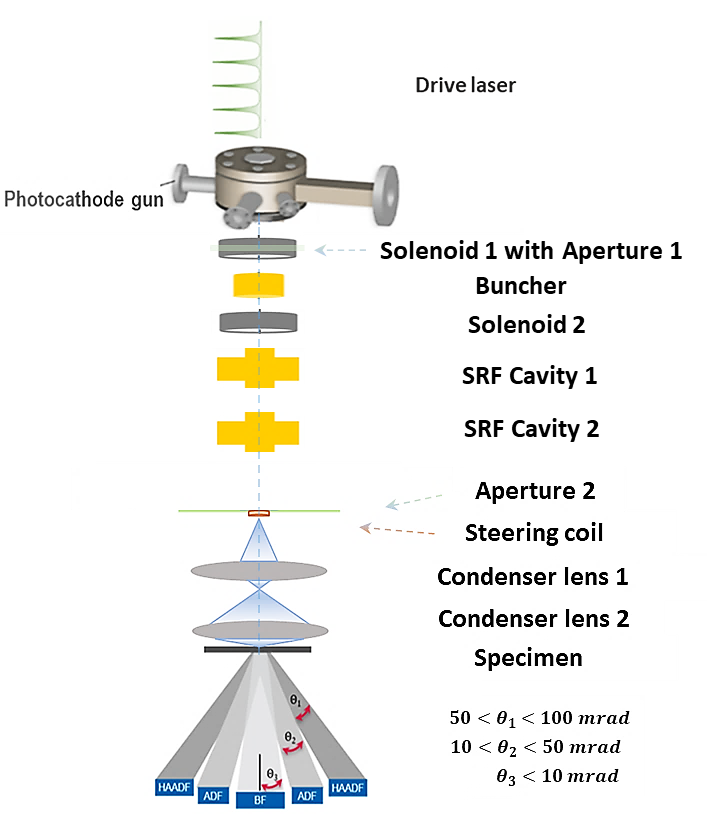 Drive laser
Photocathode gun
Solenoid 1 with Aperture 1
Buncher
Solenoid 2
SRF Cavity 1
SRF Cavity 2
Aperture 2
Steering coil
Condenser lens 1
Condenser lens 2
Specimen
θ₁
50 < θ₁ < 100 mrad
θ₂
10 < θ₂ < 50 mrad
θ₃
θ₃ < 10 mrad
HAADF ADF BF ADF HAADF